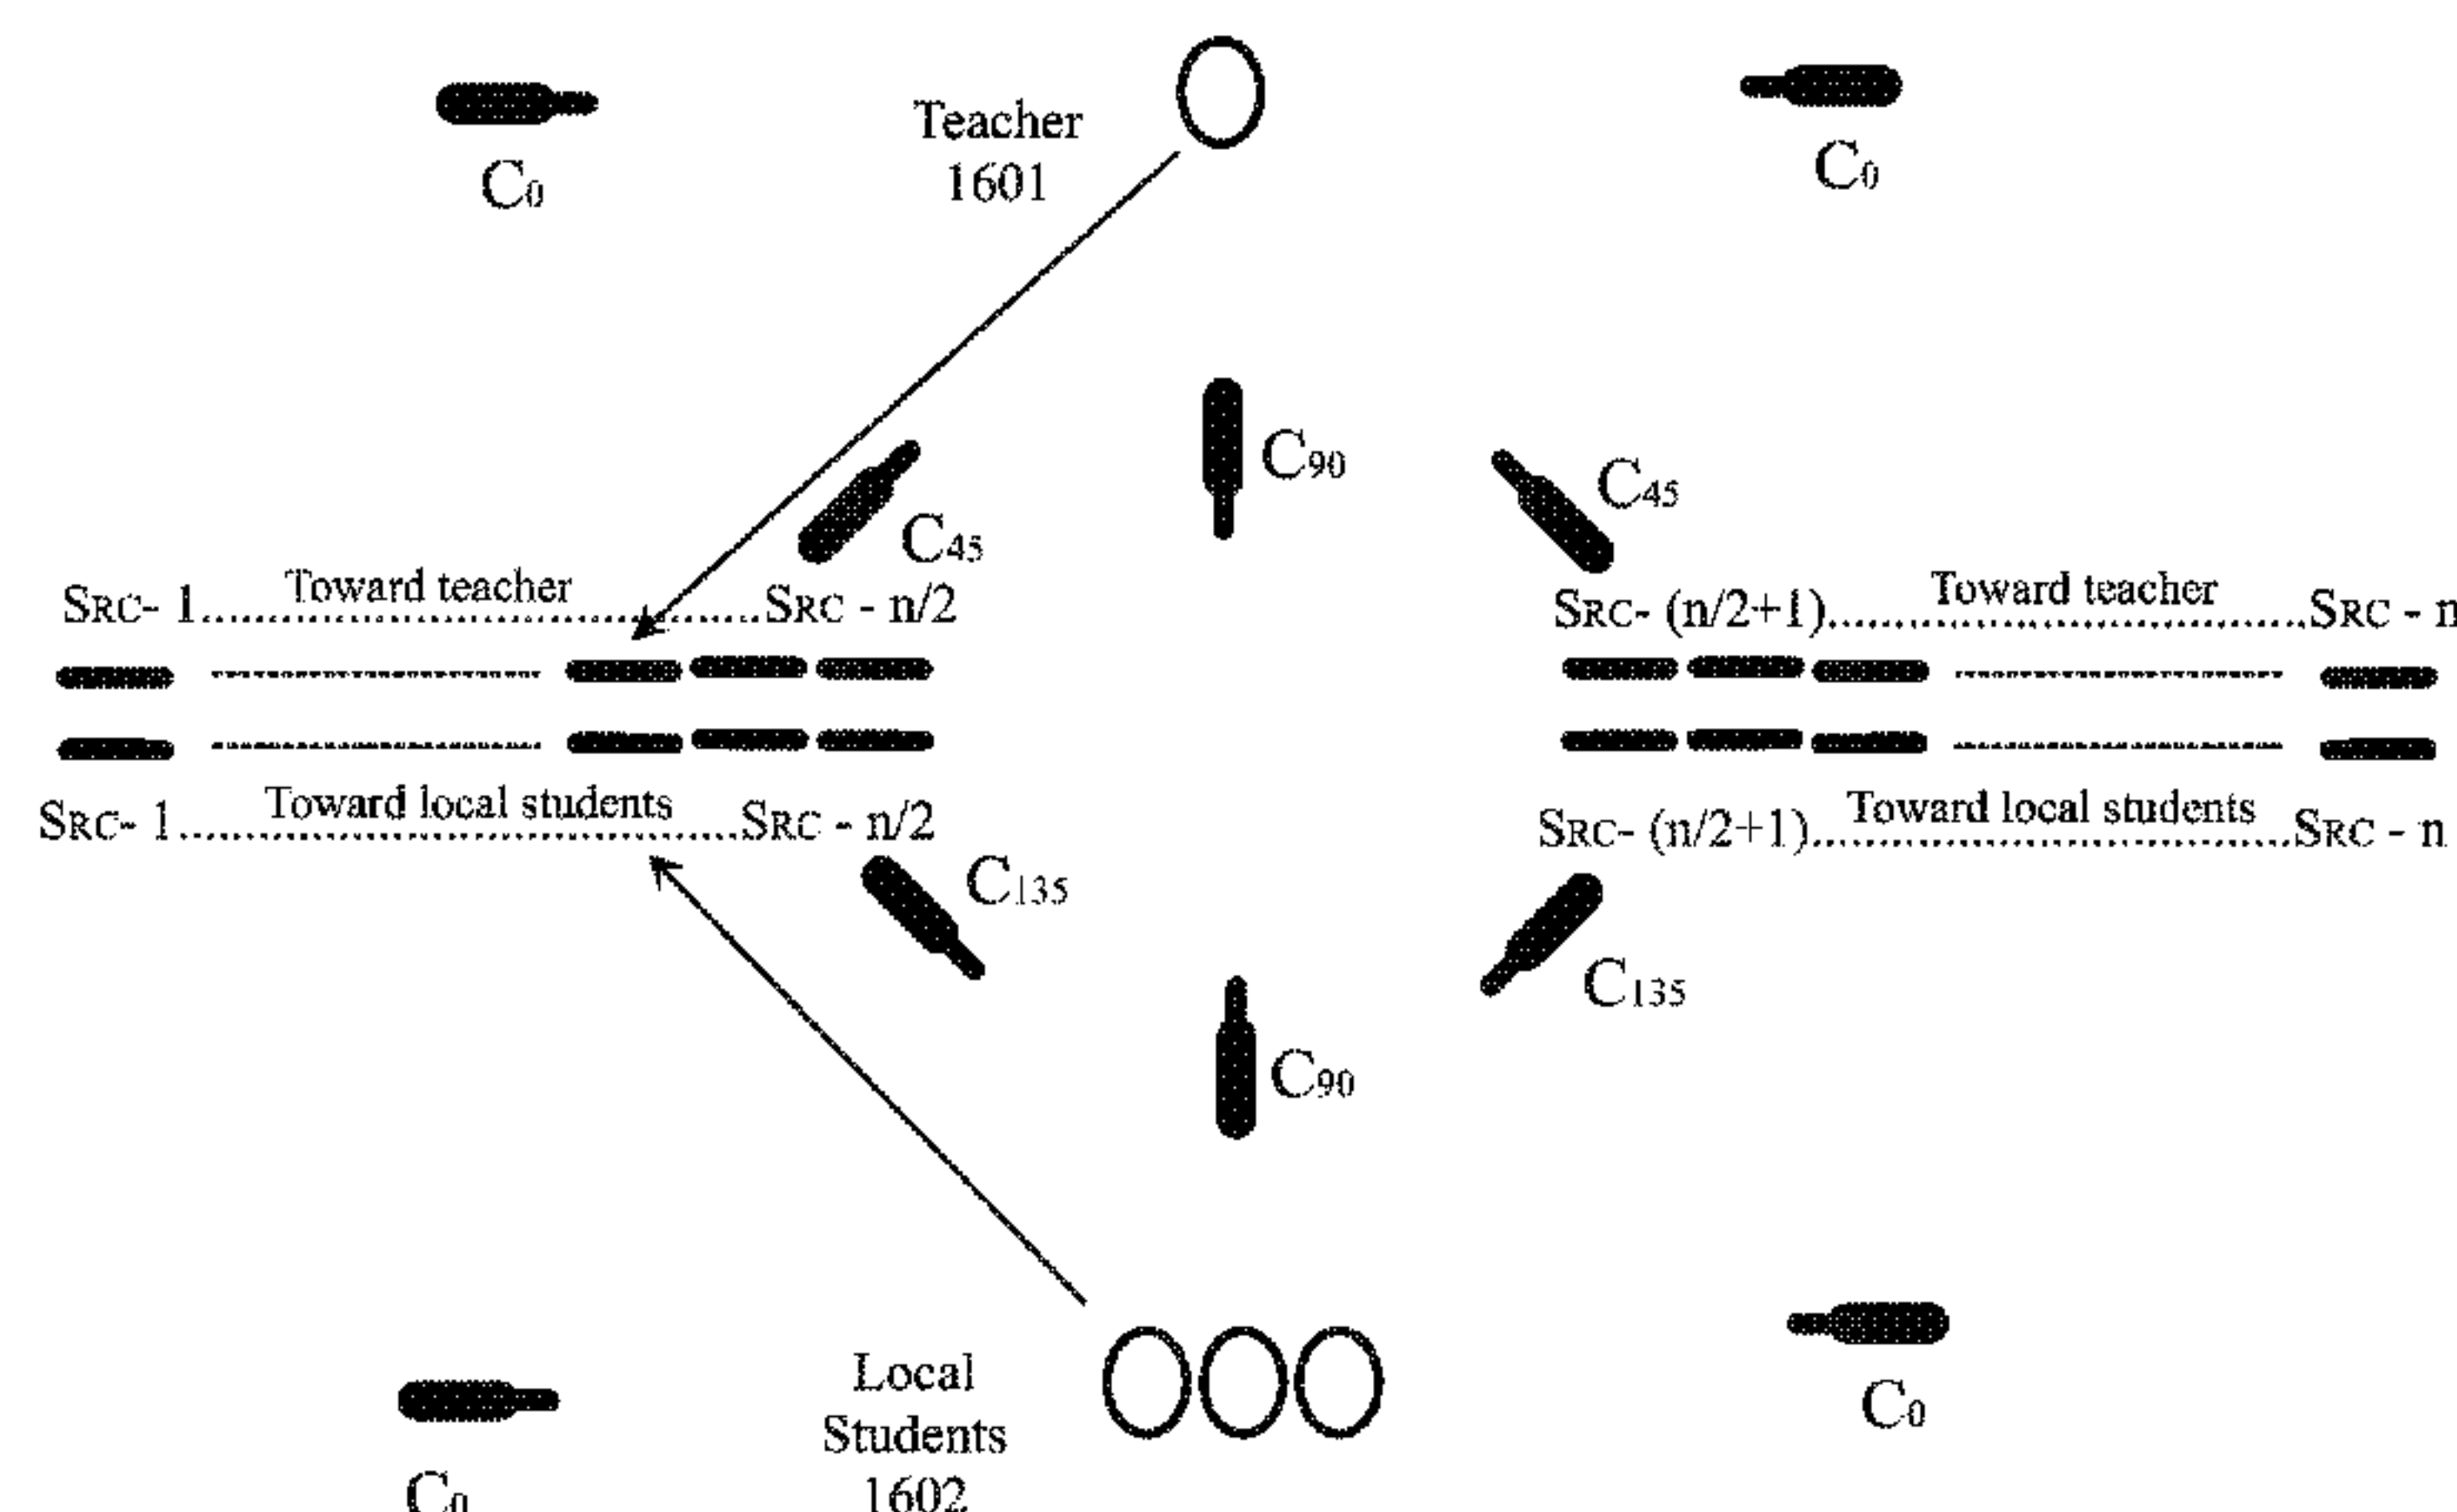 Teacher
1601
C0
C0
C90
C45
C45
Toward teacher
SRC- 1..........SRC - n/2
Toward teacher
SRC- (n/2+1)..........SRC - n
Toward local students
SRC- 1..........SRC - n/2
Toward local students
SRC- (n/2+1)..........SRC - n
C135
C135
C90
Local
Students
1602
C0
C0